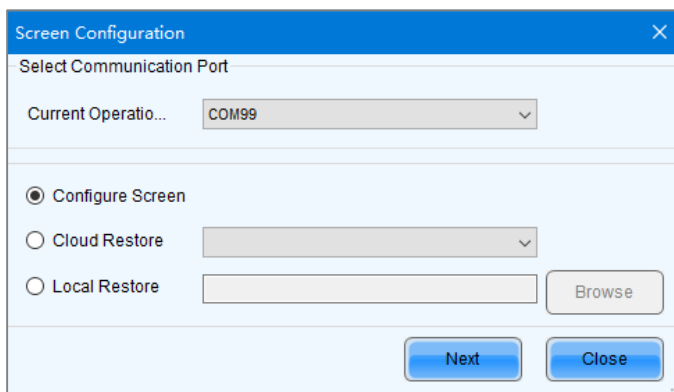 Screen Configuration
Select Communication Port
Current Operatio... COM99
Configure Screen
Cloud Restore
Local Restore Browse
Next Close